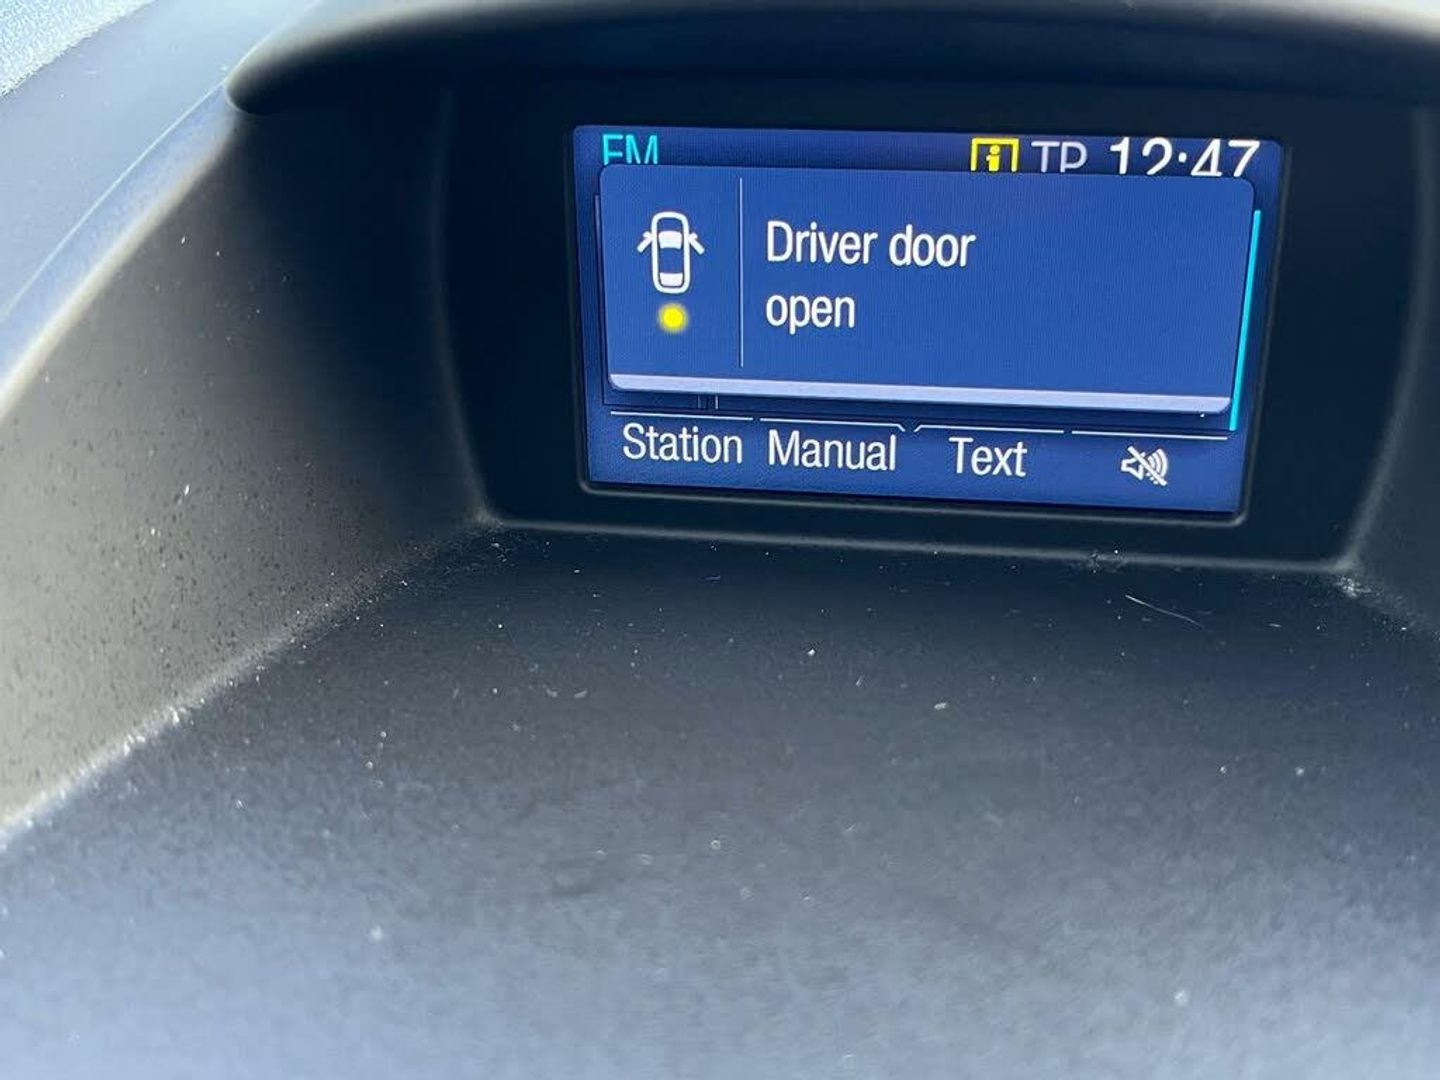 FM TP 12:47
Driver door
open
Station Manual Text